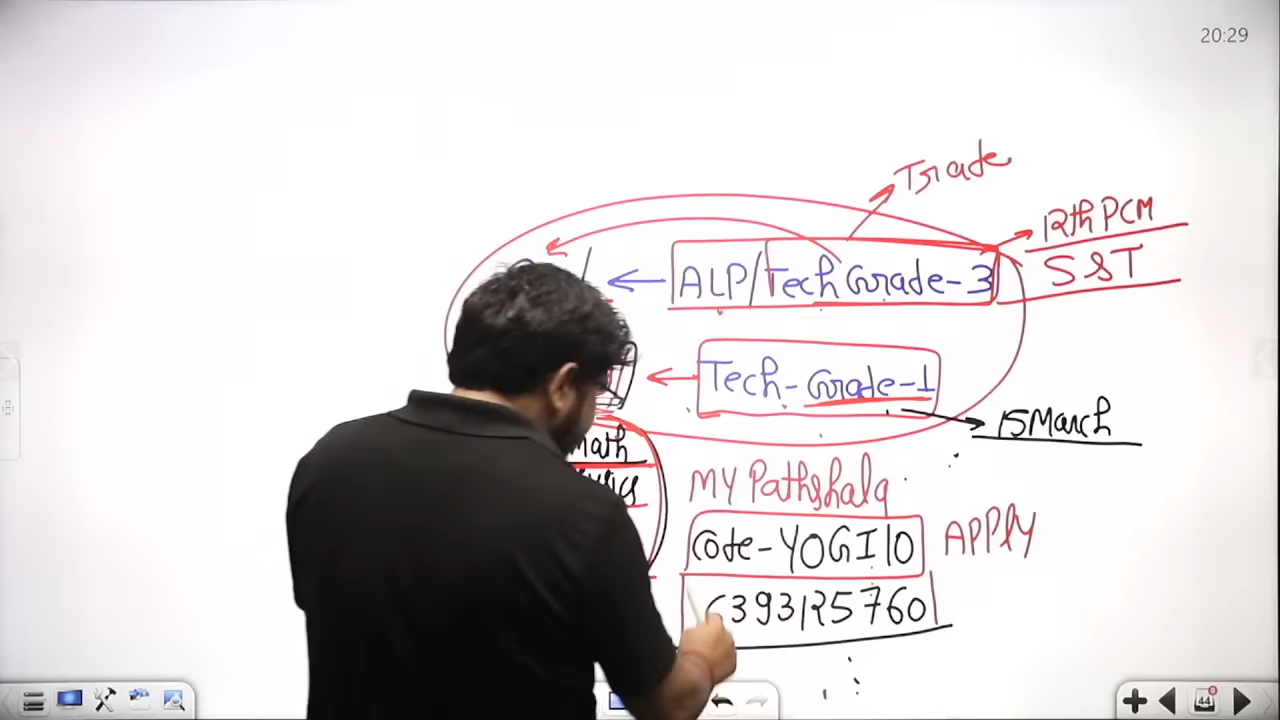 20:29
Trade
12th PCM
S&T
ALP/Tech Grade-3
Tech-Grade-1
15 March
Math
MY Pathshala
APPly
Code-YOGI10
6393125760
44